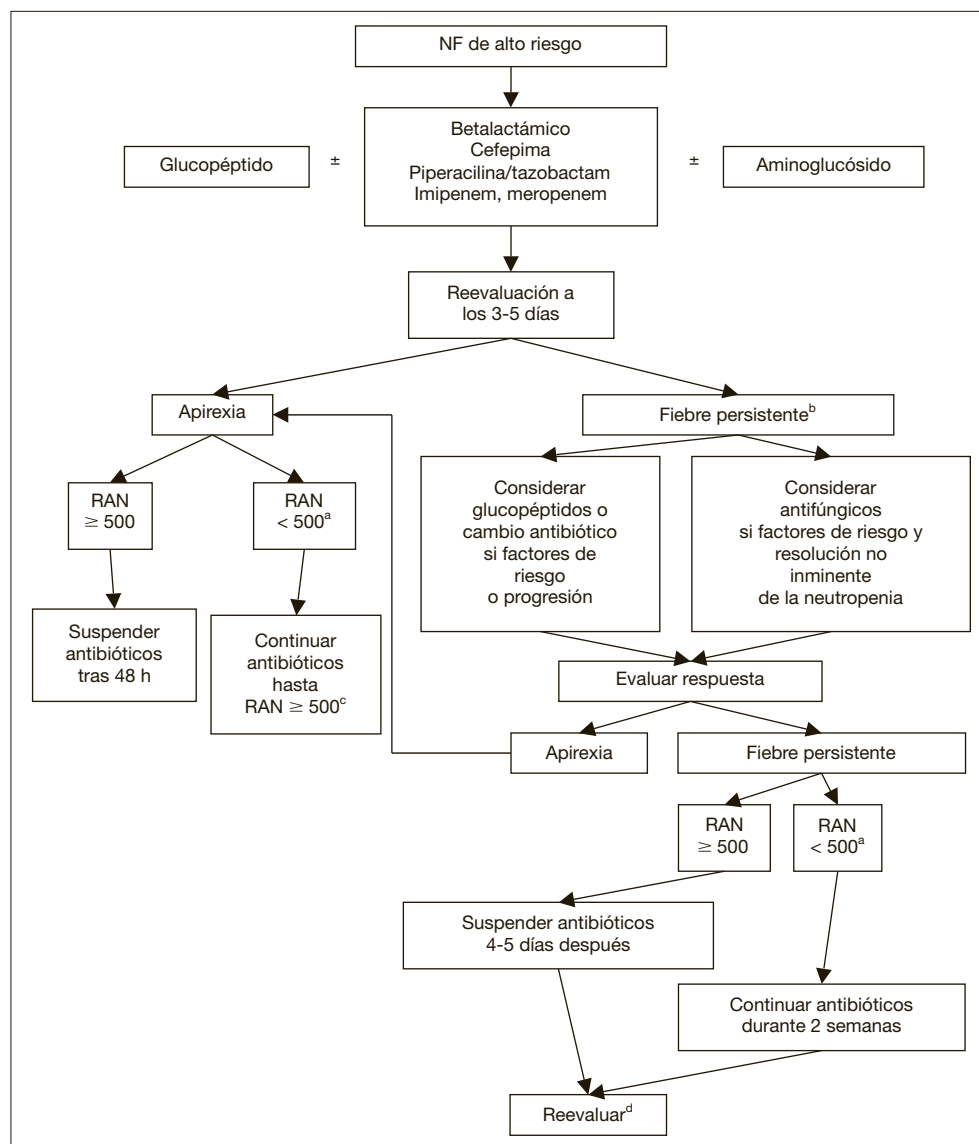 NF de alto riesgo
Glucopéptido
±
Betalactámico
Cefepima
Piperacilina/tazobactam
Imipenem, meropenem
±
Aminoglucósido
Reevaluación a
los 3-5 días
Apirexia
Fiebre persistente^b
RAN
≥ 500
RAN
< 500^a
Considerar
glucopéptidos o
cambio antibiótico
si factores de
riesgo
o progresión
Considerar
antifúngicos
si factores de riesgo y
resolución no
inminente
de la neutropenia
Suspender
antibióticos
tras 48 h
Continuar
antibióticos
hasta
RAN ≥ 500^c
Evaluar respuesta
Apirexia
Fiebre persistente
RAN
≥ 500
RAN
< 500^a
Suspender antibióticos
4-5 días después
Continuar antibióticos
durante 2 semanas
Reevaluar^d